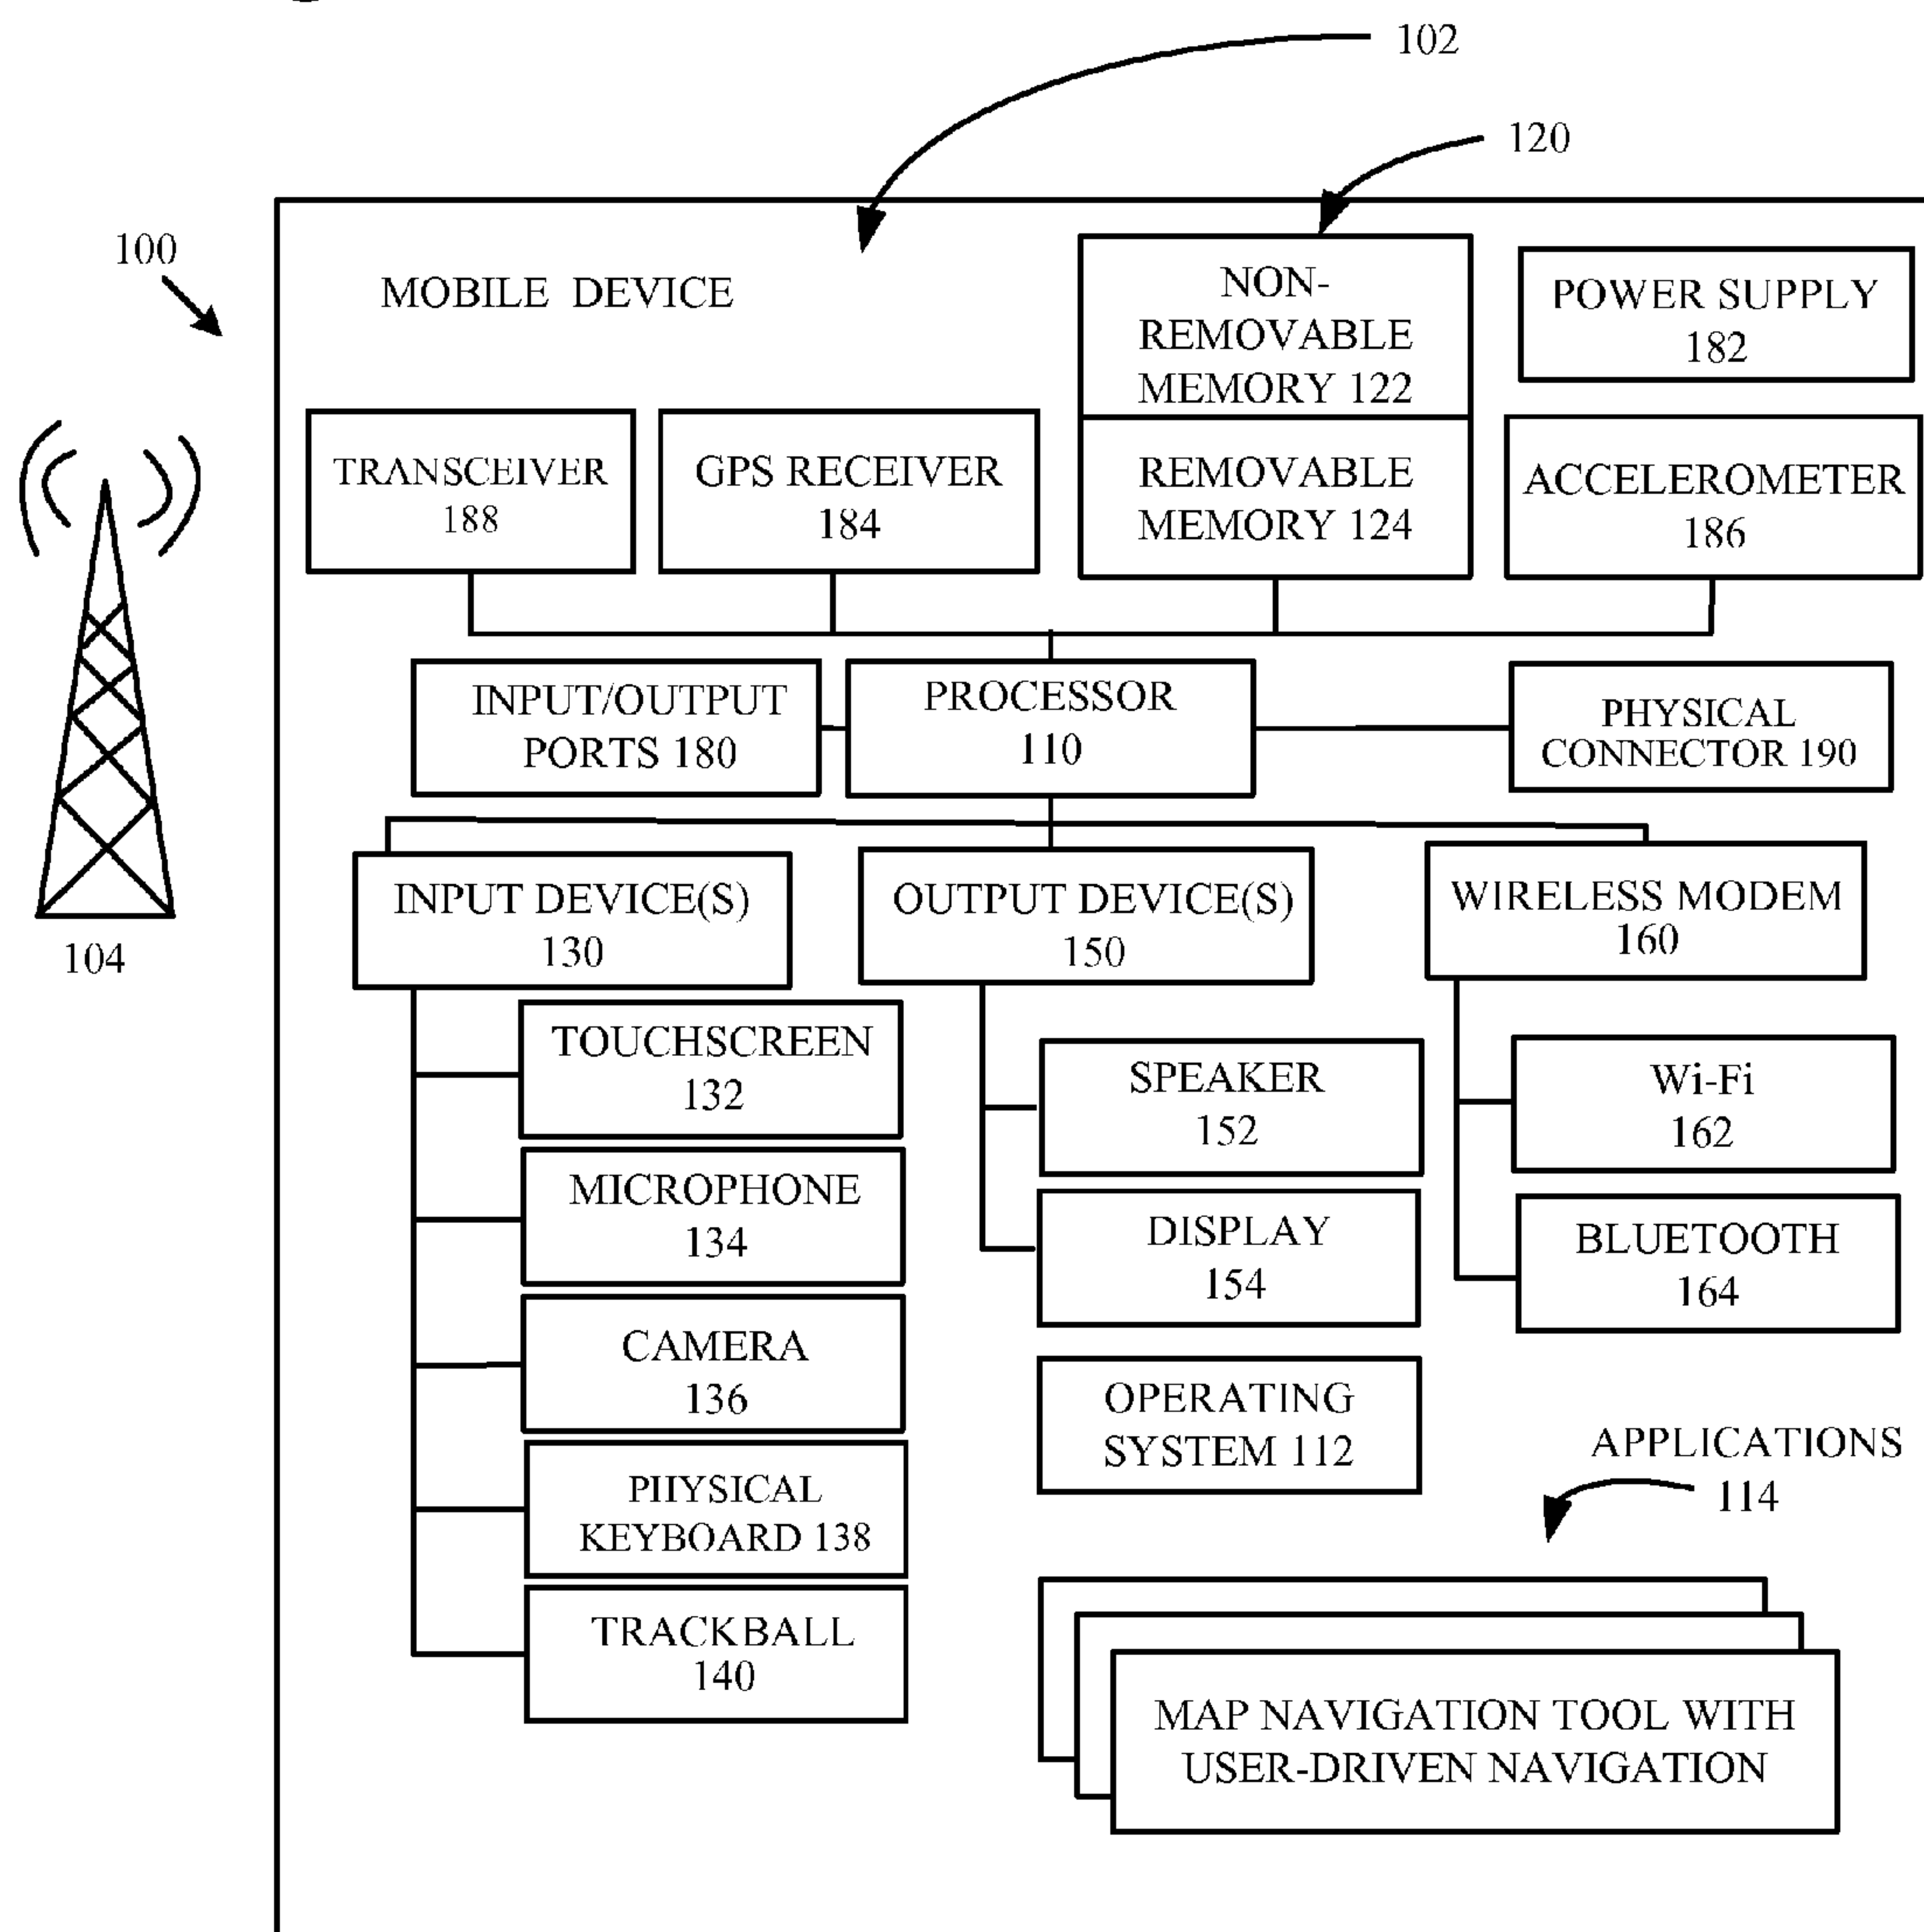 102
120
100
MOBILE DEVICE
NON-
REMOVABLE
MEMORY 122
POWER SUPPLY
182
TRANSCEIVER
188
GPS RECEIVER
184
REMOVABLE
MEMORY 124
ACCELEROMETER
186
INPUT/OUTPUT
PORTS 180
PROCESSOR
110
PHYSICAL
CONNECTOR 190
104
INPUT DEVICE(S)
130
OUTPUT DEVICE(S)
150
WIRELESS MODEM
160
TOUCHSCREEN
132
MICROPHONE
134
CAMERA
136
PHYSICAL
KEYBOARD 138
TRACKBALL
140
SPEAKER
152
DISPLAY
154
Wi-Fi
162
BLUETOOTH
164
OPERATING
SYSTEM 112
APPLICATIONS
114
MAP NAVIGATION TOOL WITH
USER-DRIVEN NAVIGATION